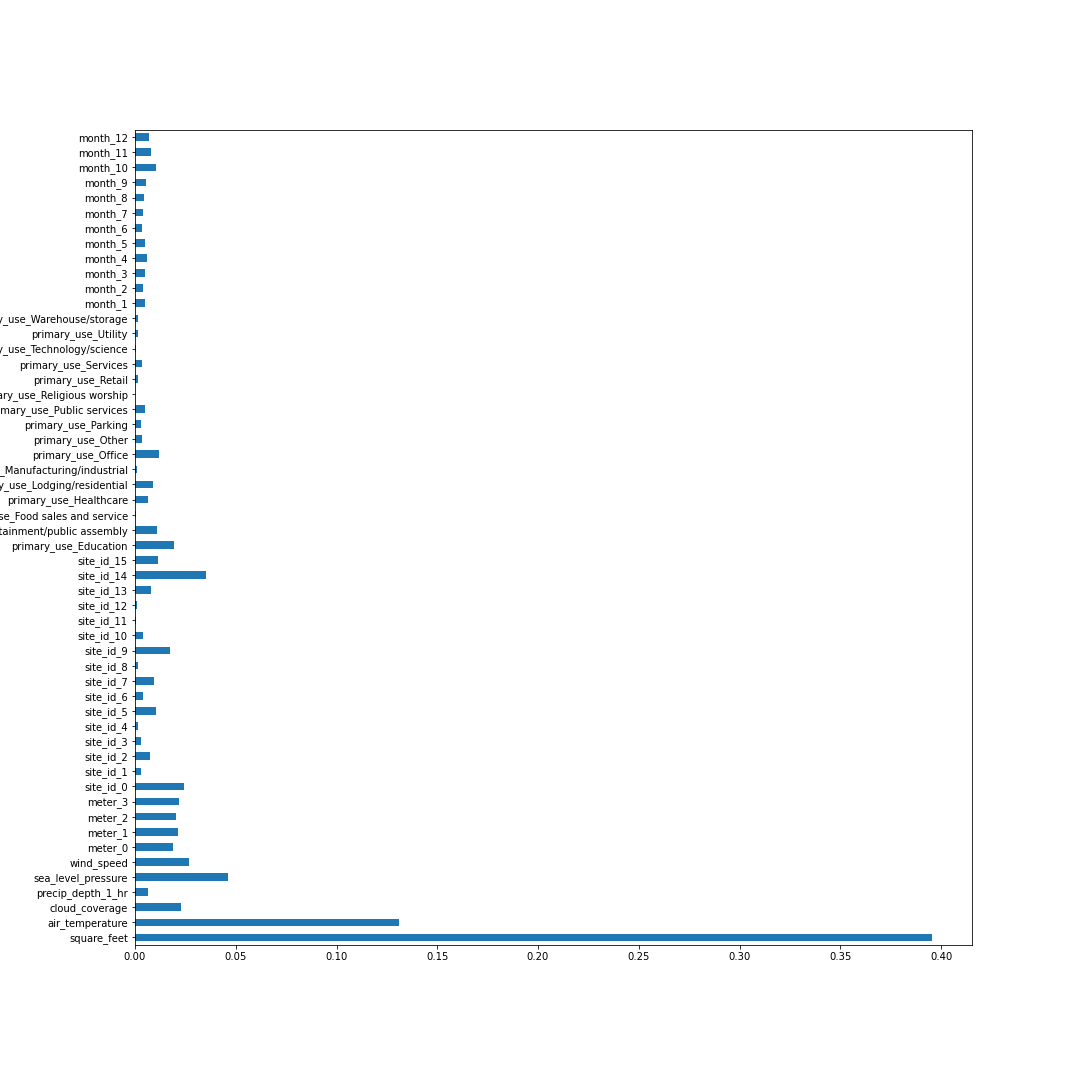 month_12
month_11
month_10
month_9
month_8
month_7
month_6
month_5
month_4
month_3
month_2
month_1
y_use_Warehouse/storage
primary_use_Utility
y_use_Technology/science
primary_use_Services
primary_use_Retail
ary_use_Religious worship
mary_use_Public services
primary_use_Parking
primary_use_Other
primary_use_Office
_Manufacturing/industrial
y_use_Lodging/residential
primary_use_Healthcare
se_Food sales and service
tainment/public assembly
primary_use_Education
site_id_15
site_id_14
site_id_13
site_id_12
site_id_11
site_id_10
site_id_9
site_id_8
site_id_7
site_id_6
site_id_5
site_id_4
site_id_3
site_id_2
site_id_1
site_id_0
meter_3
meter_2
meter_1
meter_0
wind_speed
sea_level_pressure
precip_depth_1_hr
cloud_coverage
air_temperature
square_feet
0.00 0.05 0.10 0.15 0.20 0.25 0.30 0.35 0.40